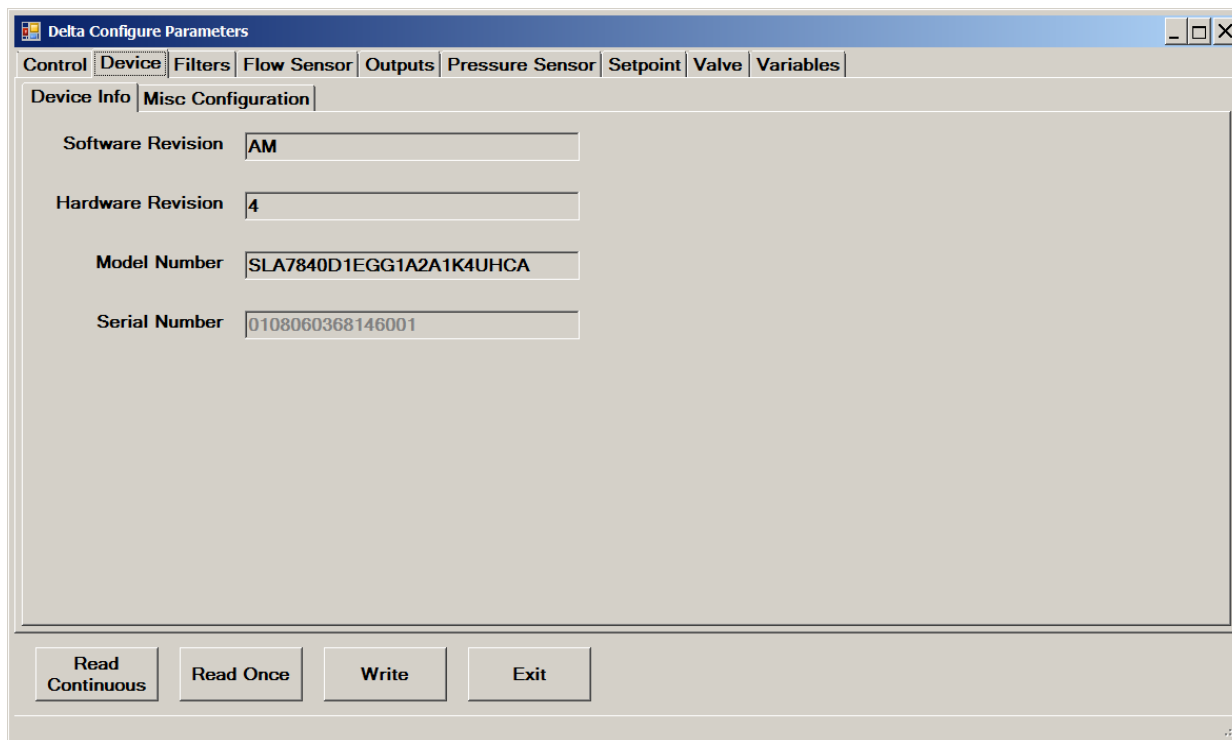 Delta Configure Parameters
Control Device Filters Flow Sensor Outputs Pressure Sensor Setpoint Valve Variables
Device Info Misc Configuration
Software Revision AM
Hardware Revision 4
Model Number SLA7840D1EGG1A2A1K4UHCA
Serial Number 0108060368146001
Read
Continuous
Read Once
Write
Exit